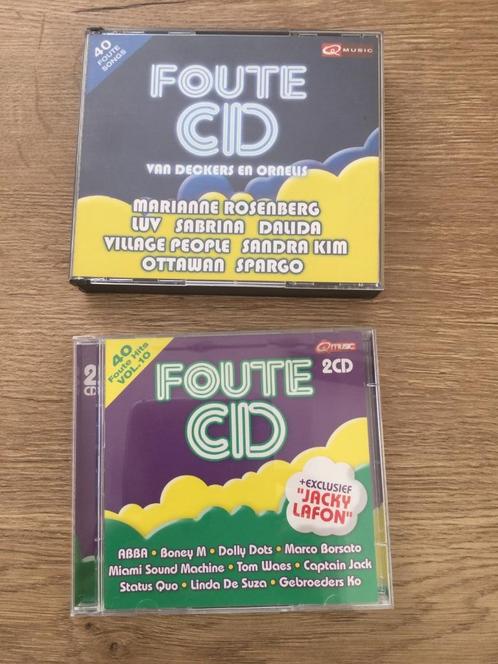 40
FOUTE
SONGS
Q MUSIC
FOUTE
CD
VAN DECKERS EN ORNELIS
MARIANNE ROSENBERG
LUV SABRINA DALIDA
VILLAGE PEOPLE SANDRA KIM
OTTAWAN SPARGO
2
40
Foute Hits
VOL.10
Q music
2CD
FOUTE
CD
+EXCLUSIEF
"JACKY
LAFON"
ABBA • Boney M • Dolly Dots • Marco Borsato
Miami Sound Machine • Tom Waes • Captain Jack
Status Quo • Linda De Suza • Gebroeders Ko